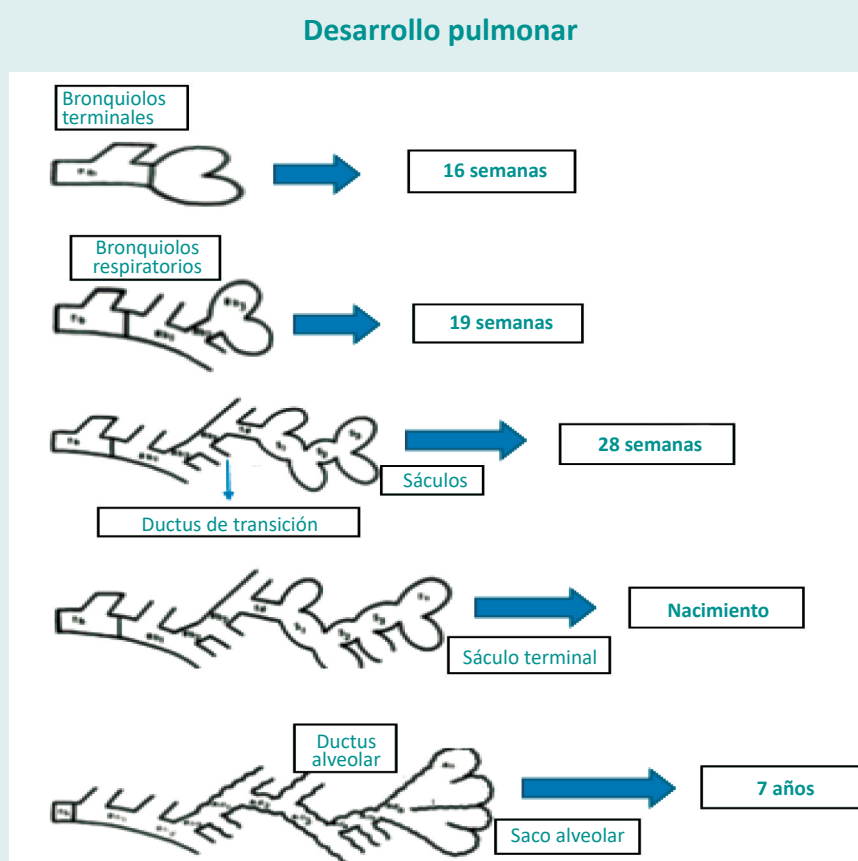 Desarrollo pulmonar
Bronquiolos
terminales
16 semanas
Bronquiolos
respiratorios
19 semanas
28 semanas
Sáculos
Ductus de transición
Nacimiento
Sáculo terminal
Ductus
alveolar
7 años
Saco alveolar